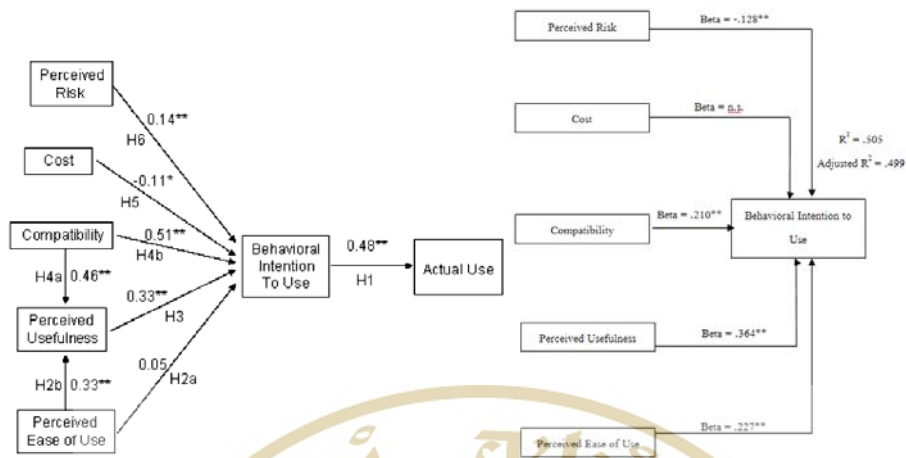 Perceived
Risk
0.14**
H6
Cost
-0.11*
H5
Compatibility
0.51**
H4b
H4a
0.46**
Perceived
Usefulness
0.33**
H3
H2b
0.33**
0.05
H2a
Perceived
Ease of Use
Behavioral
Intention
To Use
0.48**
H1
Actual Use
Perceived Risk
Beta = -.128**
Cost
Beta = n.s.
R² = .505
Adjusted R² = .499
Compatibility
Beta = .210**
Behavioral Intention to
Use
Perceived Usefulness
Beta = .364**
Perceived Ease of Use
Beta = .227**